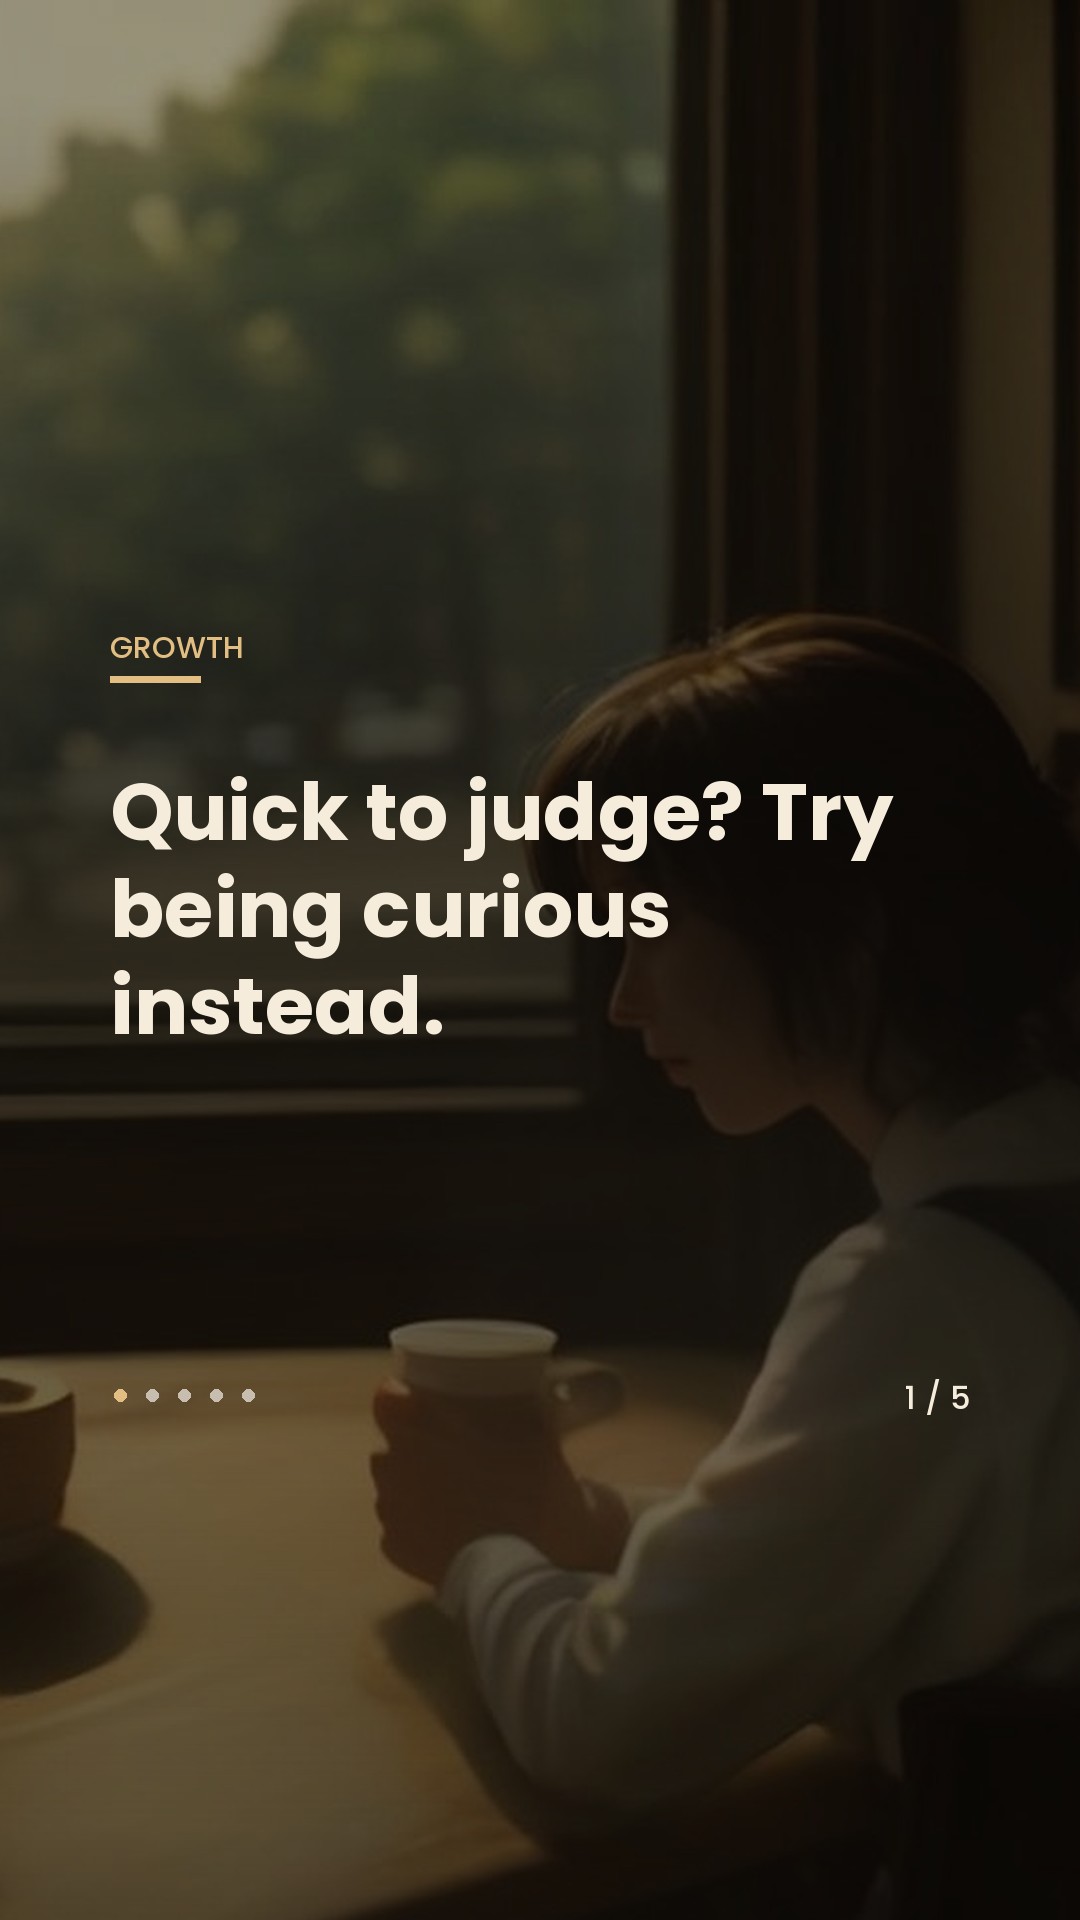 GROWTH
Quick to judge? Try
being curious
instead.
1 / 5